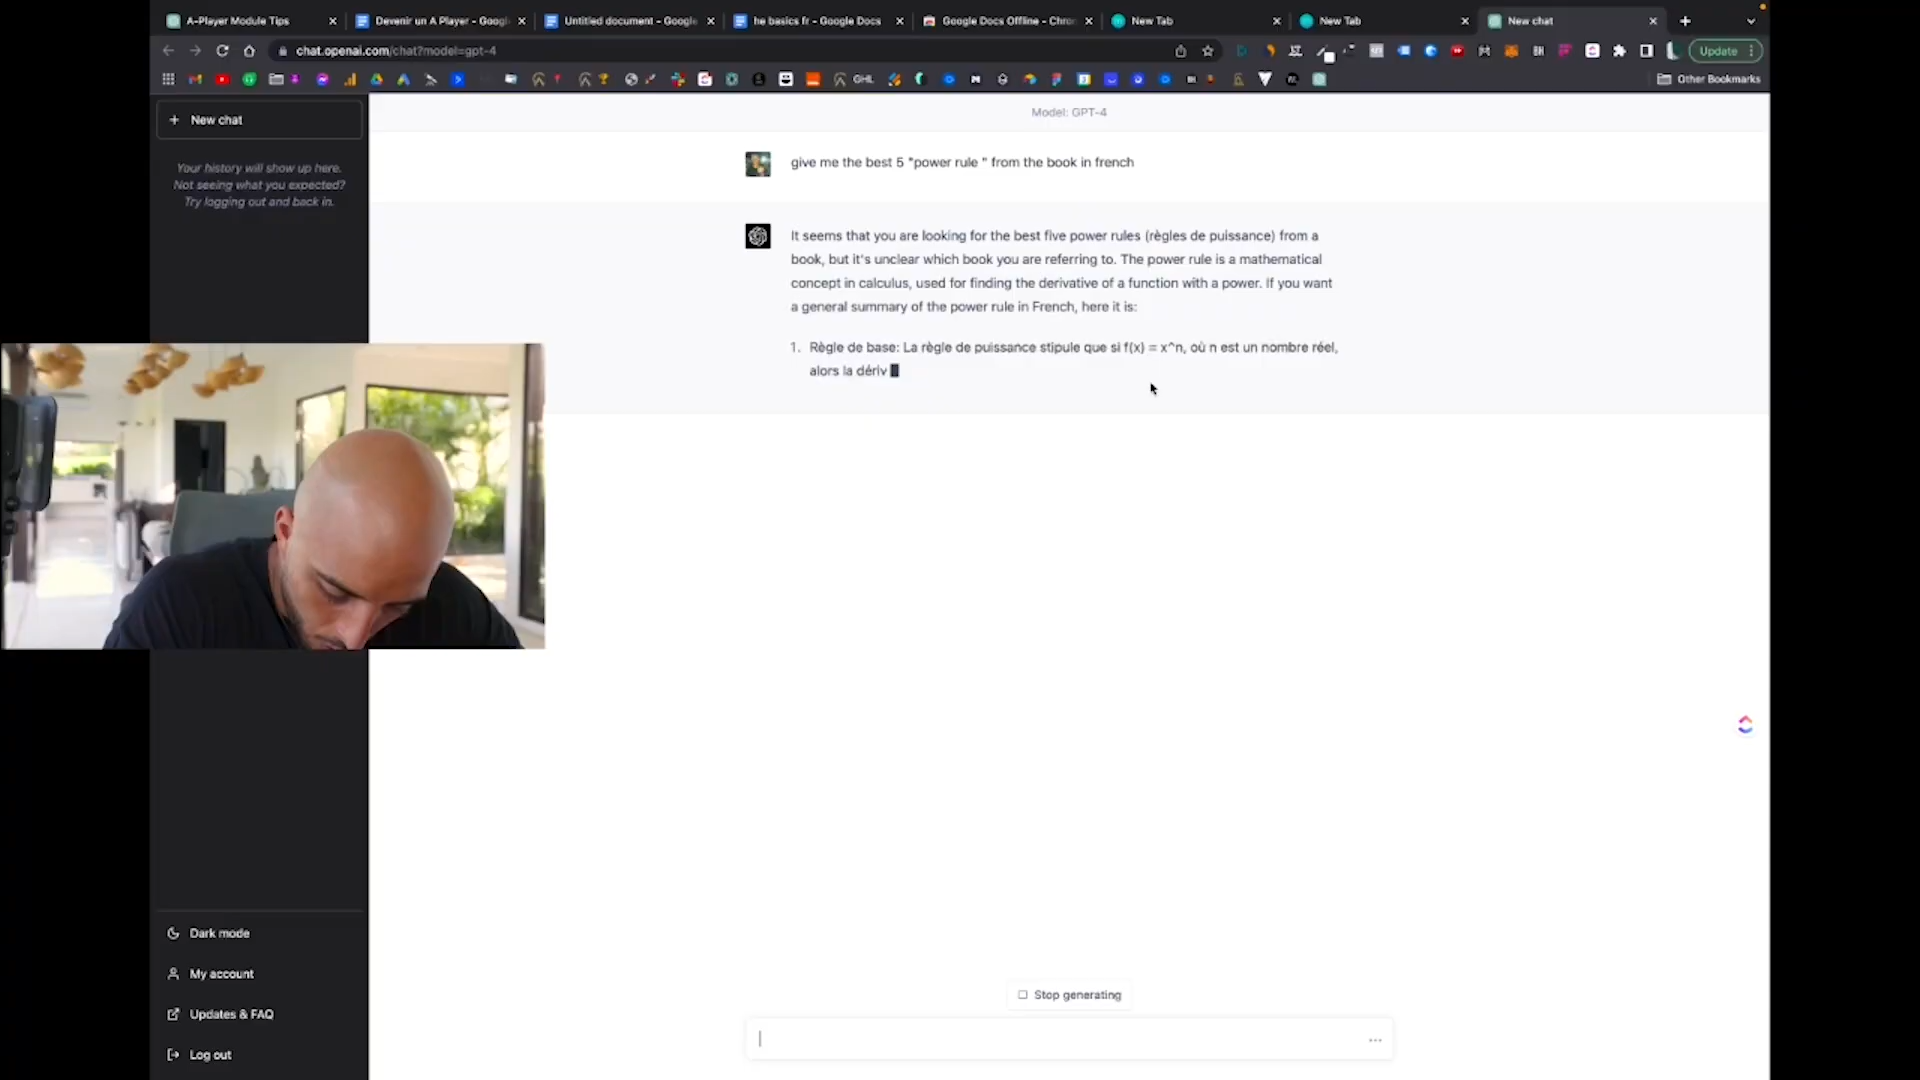 A-Player Module Tips
Devenir un A Player - Googl
Untitled document - Google
he basics fr - Google Docs
Google Docs Offline - Chro
New Tab
New Tab
New chat
chat.openai.com/chat?model=gpt-4
Update
GHL
Other Bookmarks
New chat
Your history will show up here.
Not seeing what you expected?
Try logging out and back in.
Model: GPT-4
give me the best 5 "power rule " from the book in french
It seems that you are looking for the best five power rules (règles de puissance) from a
book, but it's unclear which book you are referring to. The power rule is a mathematical
concept in calculus, used for finding the derivative of a function with a power. If you want
a general summary of the power rule in French, here it is:
1. Règle de base: La règle de puissance stipule que si f(x) = x^n, où n est un nombre réel,
alors la dériv
Stop generating
Dark mode
My account
Updates & FAQ
Log out